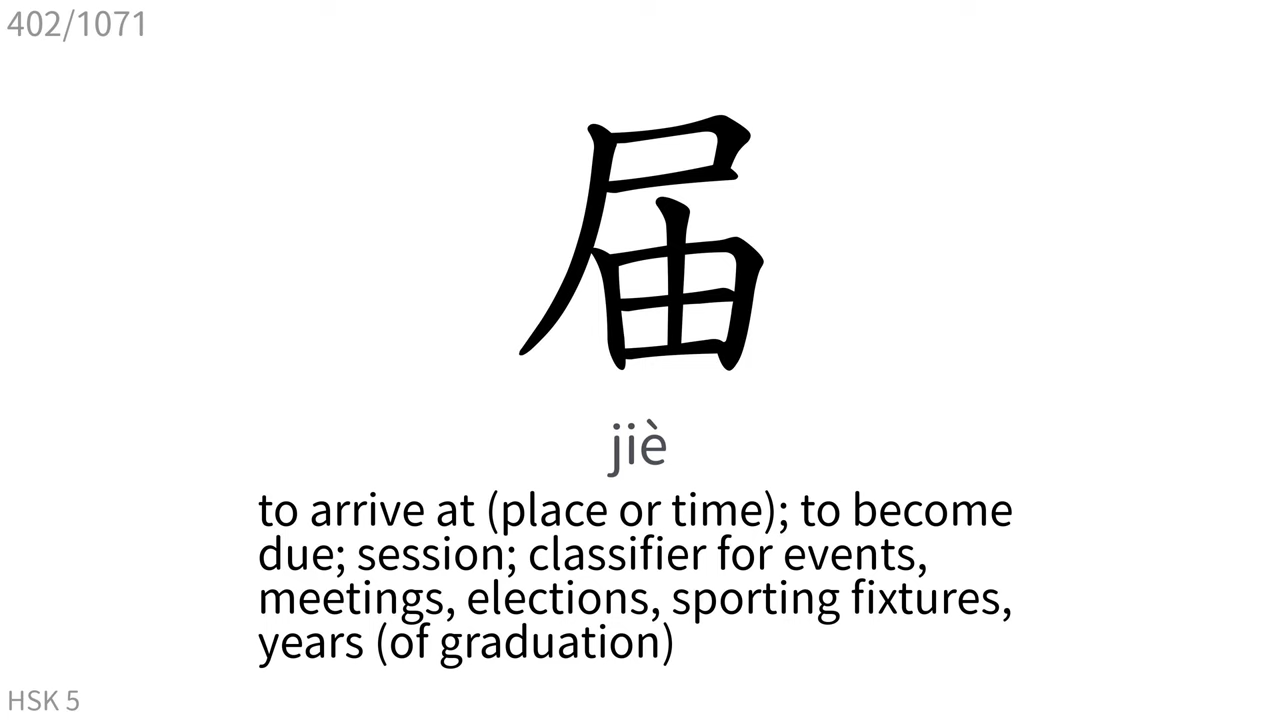 402/1071
届
jiè
to arrive at (place or time); to become
due; session; classifier for events,
meetings, elections, sporting fixtures,
years (of graduation)
HSK 5